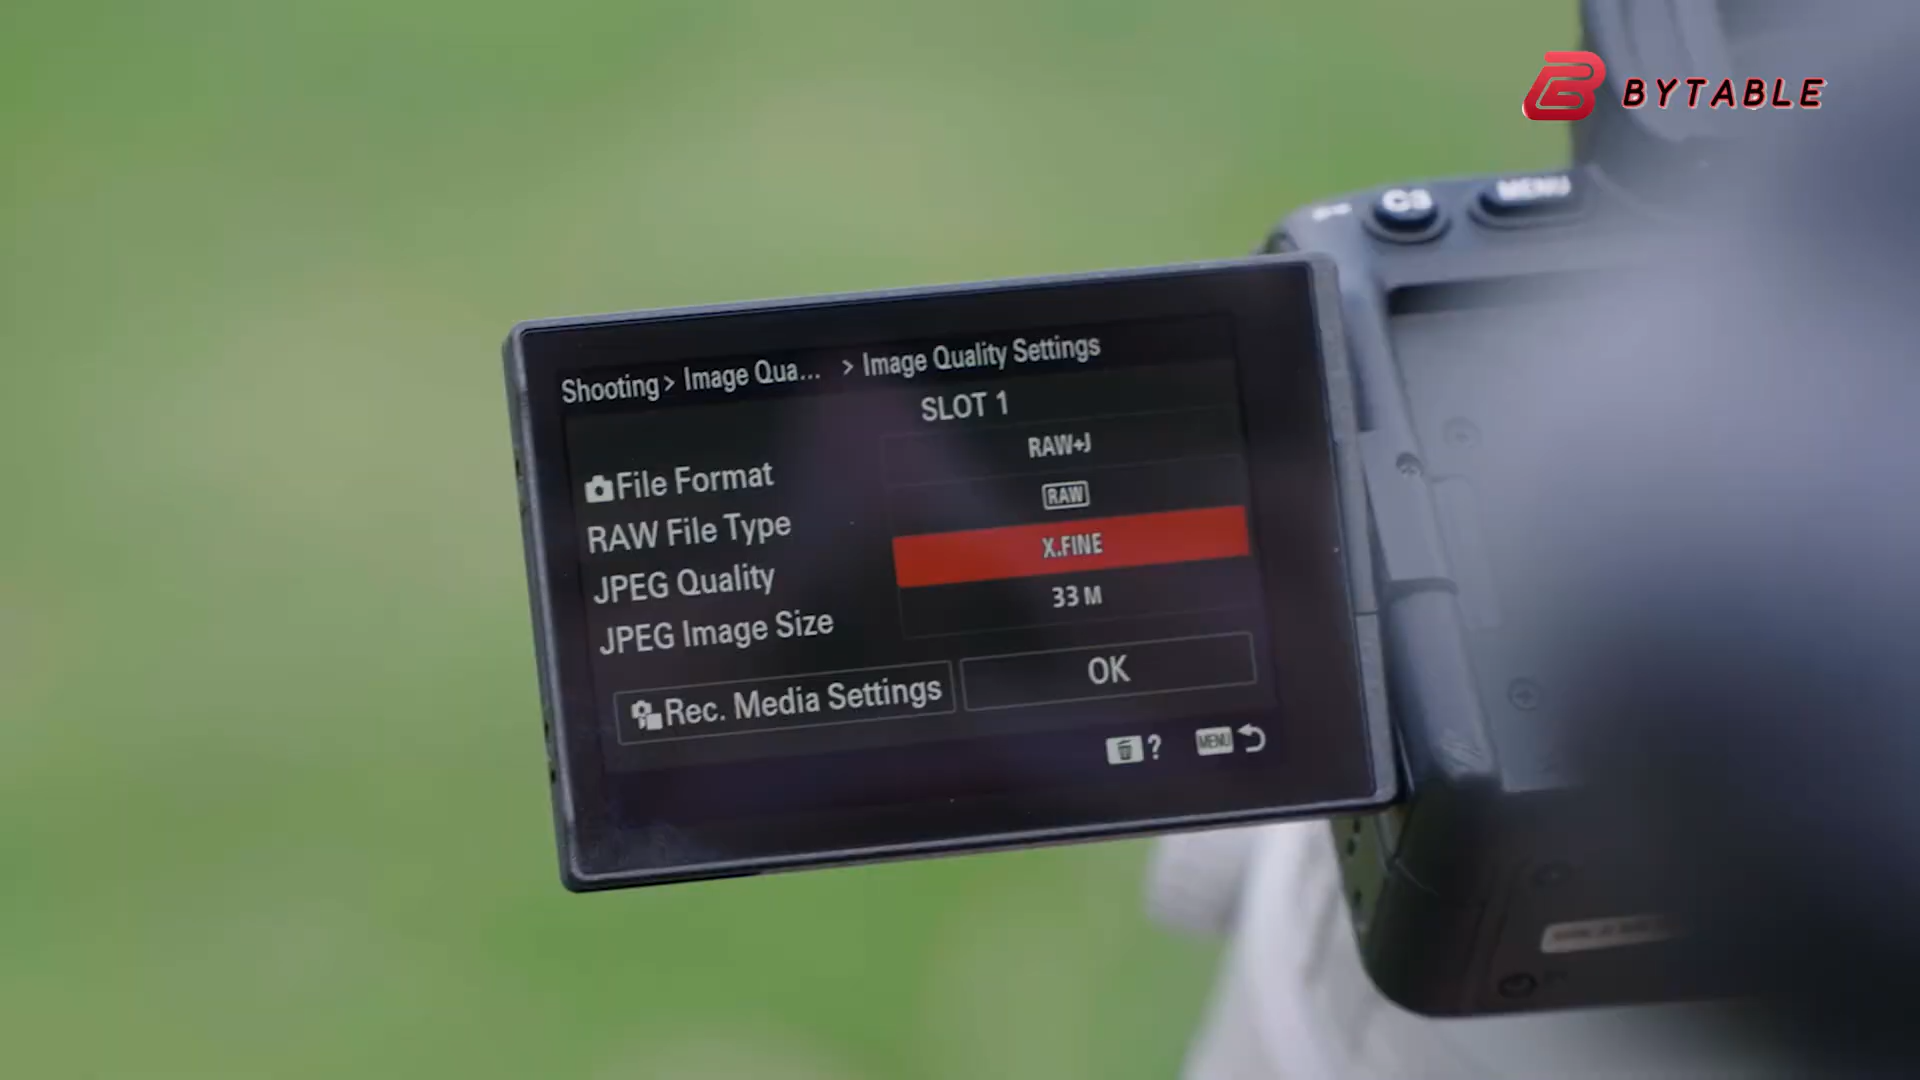 BYTABLE
C3
MENU
Shooting > Image Qua... > Image Quality Settings
SLOT 1
File Format RAW+J
RAW File Type RAW
JPEG Quality X.FINE
JPEG Image Size 33M
Rec. Media Settings OK
? MENU